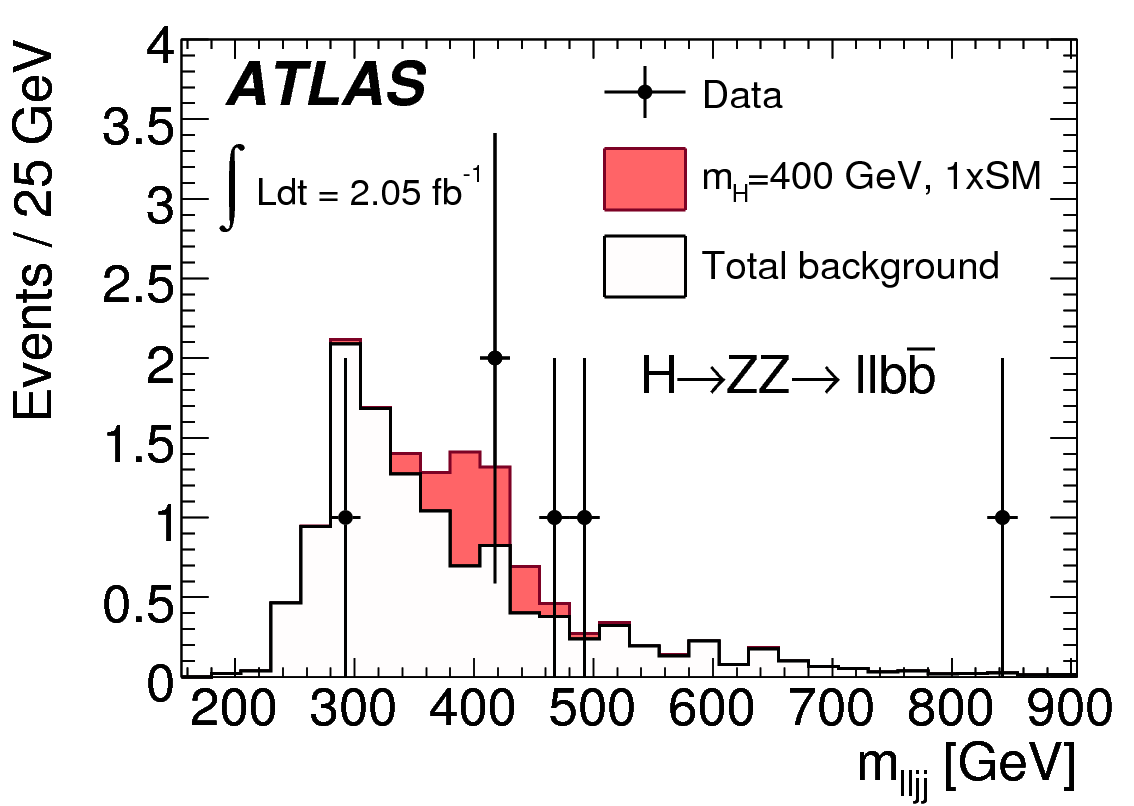 ATLAS
∫ Ldt = 2.05 fb⁻¹
Data
m_H=400 GeV, 1xSM
Total background
H→ZZ→ llbb̅
Events / 25 GeV
4
3.5
3
2.5
2
1.5
1
0.5
0
200 300 400 500 600 700 800 900
m_lljj [GeV]